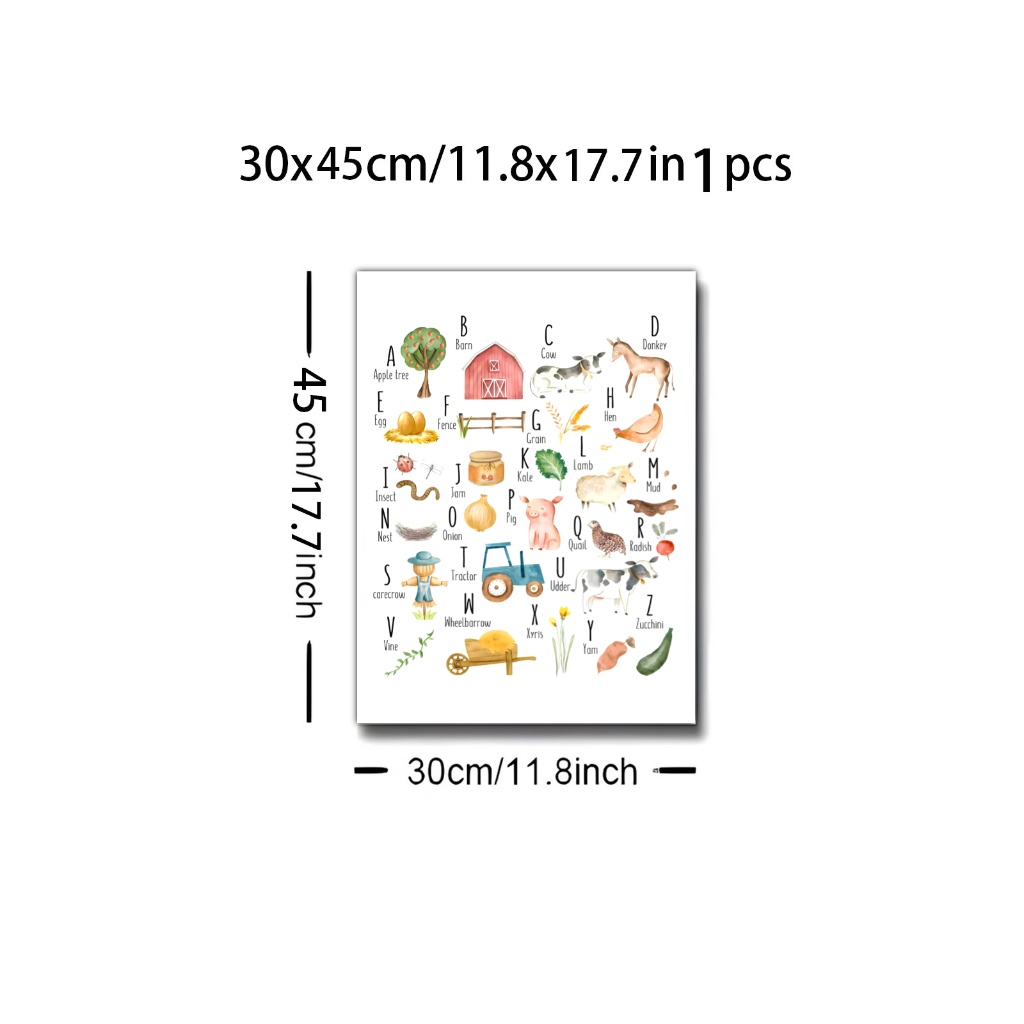 30x45cm/11.8x17.7in 1 pcs
45cm/17.7inch
A
Apple tree
B
Barn
C
Cow
D
Donkey
E
Egg
F
Fence
G
Grain
H
Hen
I
Insect
J
Jam
K
Kale
L
Lamb
M
Mud
N
Nest
O
Onion
P
Pig
Q
Quail
R
Radish
S
carecrow
T
Tractor
U
Udder
V
Vine
W
Wheelbarrow
X
Xyris
Y
Yam
Z
Zucchini
30cm/11.8inch